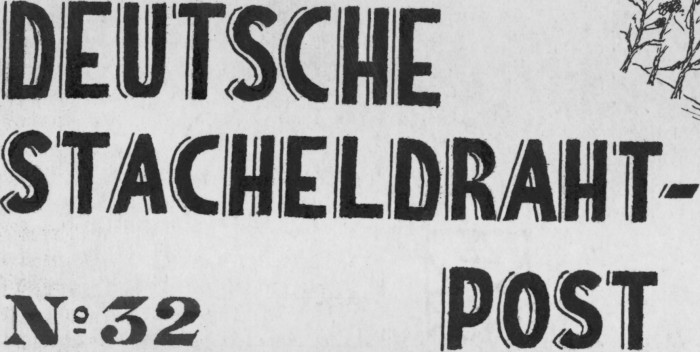 DEUTSCHE
STACHELDRAHT-
POST
Nº 32